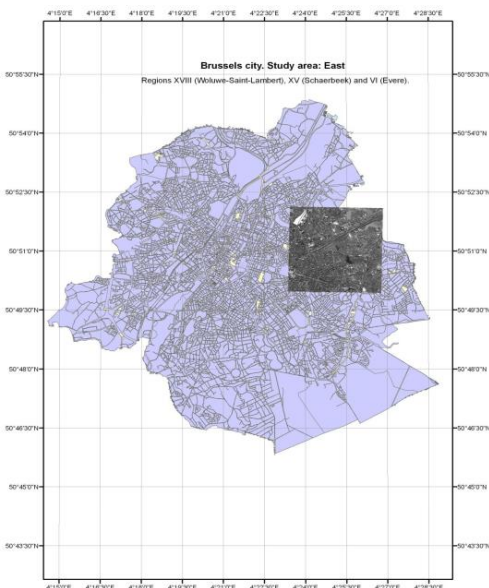 4°15'0"E 4°16'30"E 4°18'0"E 4°19'30"E 4°21'0"E 4°22'30"E 4°24'0"E 4°25'30"E 4°27'0"E 4°28'30"E
Brussels city. Study area: East
50°55'30"N 50°55'30"N
Regions XVIII (Woluwe-Saint-Lambert), XV (Schaerbeek) and VI (Evere).
50°54'0"N 50°54'0"N
50°52'30"N 50°52'30"N
50°51'0"N 50°51'0"N
50°49'30"N 50°49'30"N
50°48'0"N 50°48'0"N
50°46'30"N 50°46'30"N
50°45'0"N 50°45'0"N
50°43'30"N 50°43'30"N
4°15'0"E 4°16'30"E 4°18'0"E 4°19'30"E 4°21'0"E 4°22'30"E 4°24'0"E 4°25'30"E 4°27'0"E 4°28'30"E